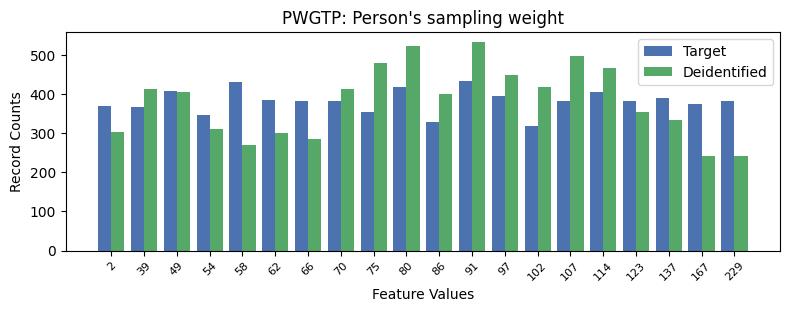 PWGTP: Person's sampling weight
Record Counts
500
400
300
200
100
0
Target
Deidentified
2 39 49 54 58 62 66 70 75 80 86 91 97 102 107 114 123 137 167 229
Feature Values